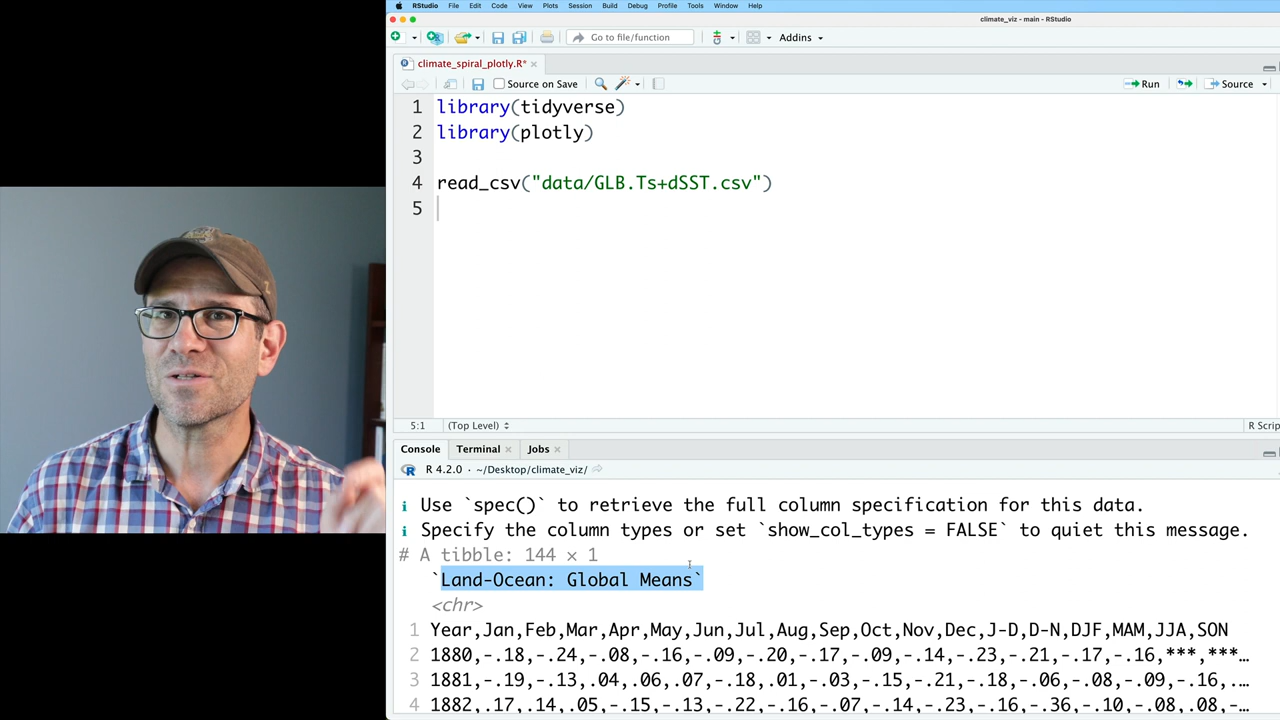 RStudio File Edit Code View Plots Session Build Debug Profile Tools Window Help
climate_viz - main - RStudio
Go to file/function Addins
climate_spiral_plotly.R*
Source on Save Run Source
1 library(tidyverse)
2 library(plotly)
3
4 read_csv("data/GLB.Ts+dSST.csv")
5
5:1 (Top Level) R Scrip
Console Terminal Jobs
R 4.2.0 · ~/Desktop/climate_viz/
i Use `spec()` to retrieve the full column specification for this data.
i Specify the column types or set `show_col_types = FALSE` to quiet this message.
# A tibble: 144 × 1
`Land-Ocean: Global Means`
<chr>
1 Year,Jan,Feb,Mar,Apr,May,Jun,Jul,Aug,Sep,Oct,Nov,Dec,J-D,D-N,DJF,MAM,JJA,SON
2 1880,-.18,-.24,-.08,-.16,-.09,-.20,-.17,-.09,-.14,-.23,-.21,-.17,-.16,***,***…
3 1881,-.19,-.13,.04,.06,.07,-.18,.01,-.03,-.15,-.21,-.18,-.06,-.08,-.09,-.16,.…
4 1882,.17,.14,.05,-.15,-.13,-.22,-.16,-.07,-.14,-.23,-.16,-.36,-.10,-.08,.08,-…